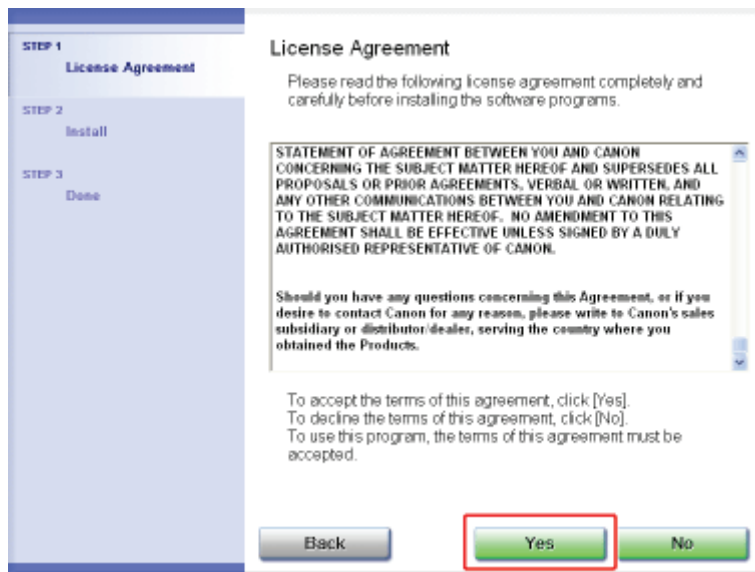 STEP 1
License Agreement
STEP 2
Install
STEP 3
Done
License Agreement
Please read the following license agreement completely and
carefully before installing the software programs.
STATEMENT OF AGREEMENT BETWEEN YOU AND CANON
CONCERNING THE SUBJECT MATTER HEREOF AND SUPERSEDES ALL
PROPOSALS OR PRIOR AGREEMENTS, VERBAL OR WRITTEN, AND
ANY OTHER COMMUNICATIONS BETWEEN YOU AND CANON RELATING
TO THE SUBJECT MATTER HEREOF. NO AMENDMENT TO THIS
AGREEMENT SHALL BE EFFECTIVE UNLESS SIGNED BY A DULY
AUTHORISED REPRESENTATIVE OF CANON.
Should you have any questions concerning this Agreement, or if you
desire to contact Canon for any reason, please write to Canon's sales
subsidiary or distributor/dealer, serving the country where you
obtained the Products.
To accept the terms of this agreement, click [Yes].
To decline the terms of this agreement, click [No].
To use this program, the terms of this agreement must be
accepted.
Back
Yes
No